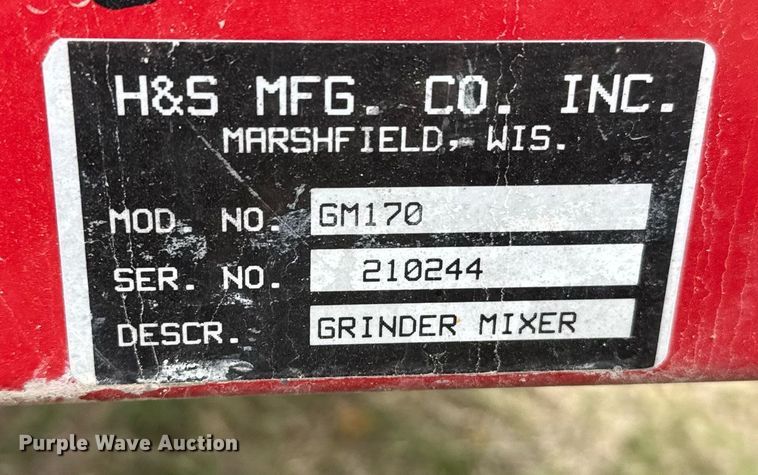 H&S MFG. CO. INC.
MARSHFIELD, WIS.
MOD. NO. GM170
SER. NO. 210244
DESCR. GRINDER MIXER
Purple Wave Auction